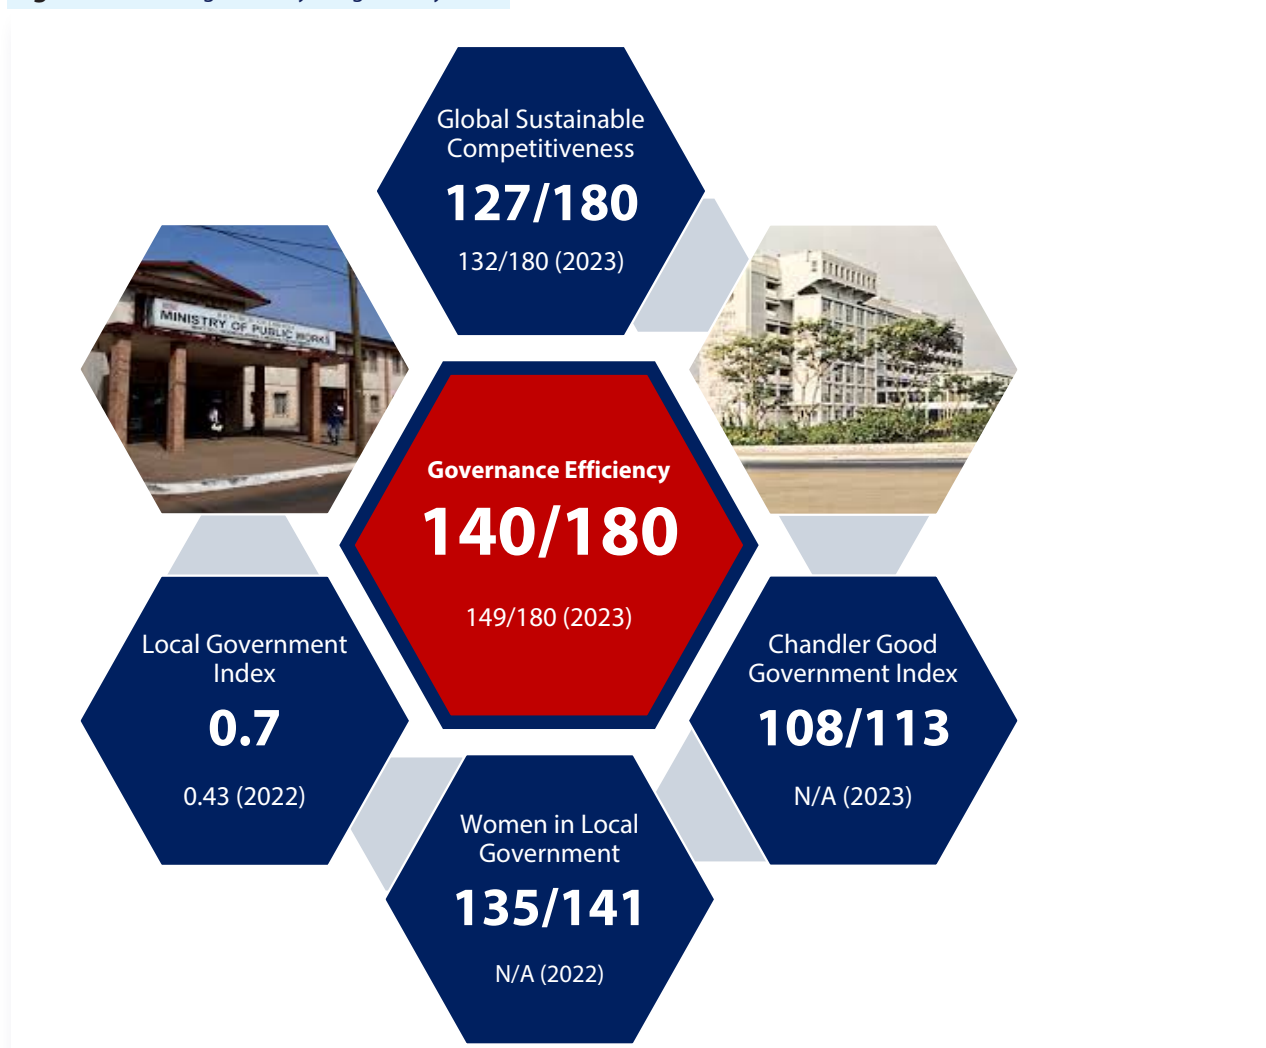 Global Sustainable
Competitiveness
127/180
132/180 (2023)
MINISTRY OF PUBLIC WORKS
Governance Efficiency
140/180
149/180 (2023)
Local Government
Index
0.7
0.43 (2022)
Chandler Good
Government Index
108/113
N/A (2023)
Women in Local
Government
135/141
N/A (2022)